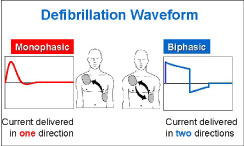 Defibrillation Waveform
Monophasic
Biphasic
Current delivered
in one direction
Current delivered
in two directions